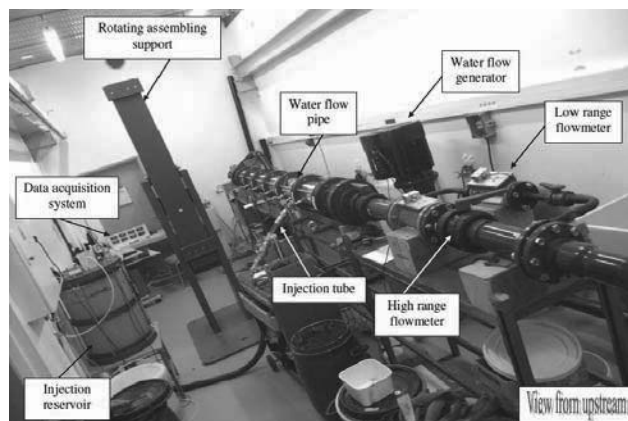 Rotating assembling
support
Water flow
generator
Water flow
pipe
Low range
flowmeter
Data acquisition
system
Injection tube
High range
flowmeter
Injection
reservoir
View from upstream